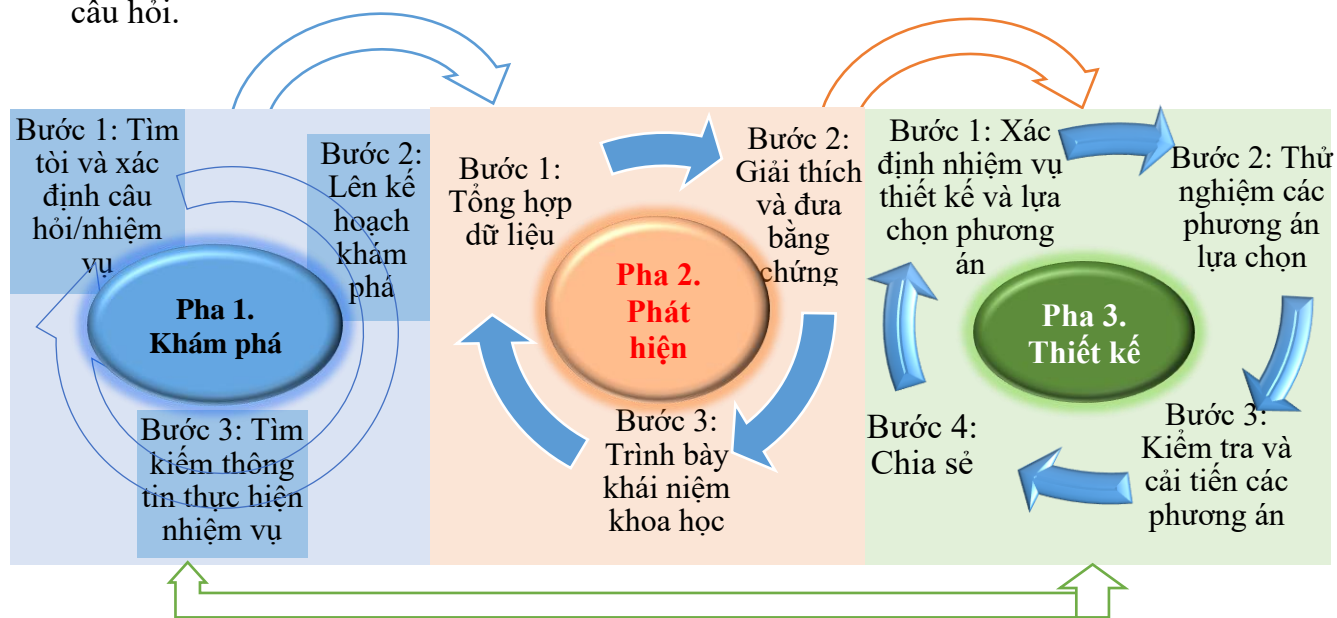 câu hỏi.
Bước 1: Tìm
tòi và xác
định câu
hỏi/nhiệm
vụ
Bước 2:
Lên kế
hoạch
khám
phá
Pha 1.
Khám phá
Bước 3: Tìm
kiếm thông
tin thực hiện
nhiệm vụ
Bước 1:
Tổng hợp
dữ liệu
Bước 2:
Giải thích
và đưa
bằng
chứng
Pha 2.
Phát
hiện
Bước 3:
Trình bày
khái niệm
khoa học
Bước 1: Xác
định nhiệm vụ
thiết kế và lựa
chọn phương
án
Bước 2: Thử
nghiệm các
phương án
lựa chọn
Pha 3.
Thiết kế
Bước 3:
Kiểm tra và
cải tiến các
phương án
Bước 4:
Chia sẻ